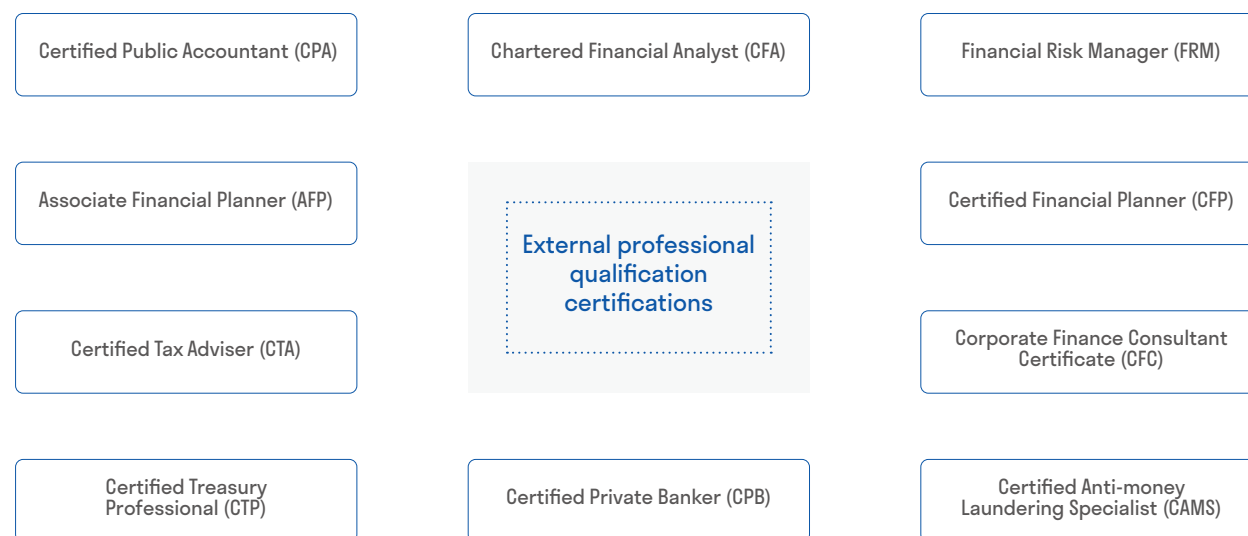 Certified Public Accountant (CPA)
Chartered Financial Analyst (CFA)
Financial Risk Manager (FRM)
Associate Financial Planner (AFP)
External professional
qualification
certifications
Certified Financial Planner (CFP)
Certified Tax Adviser (CTA)
Corporate Finance Consultant
Certificate (CFC)
Certified Treasury
Professional (CTP)
Certified Private Banker (CPB)
Certified Anti-money
Laundering Specialist (CAMS)